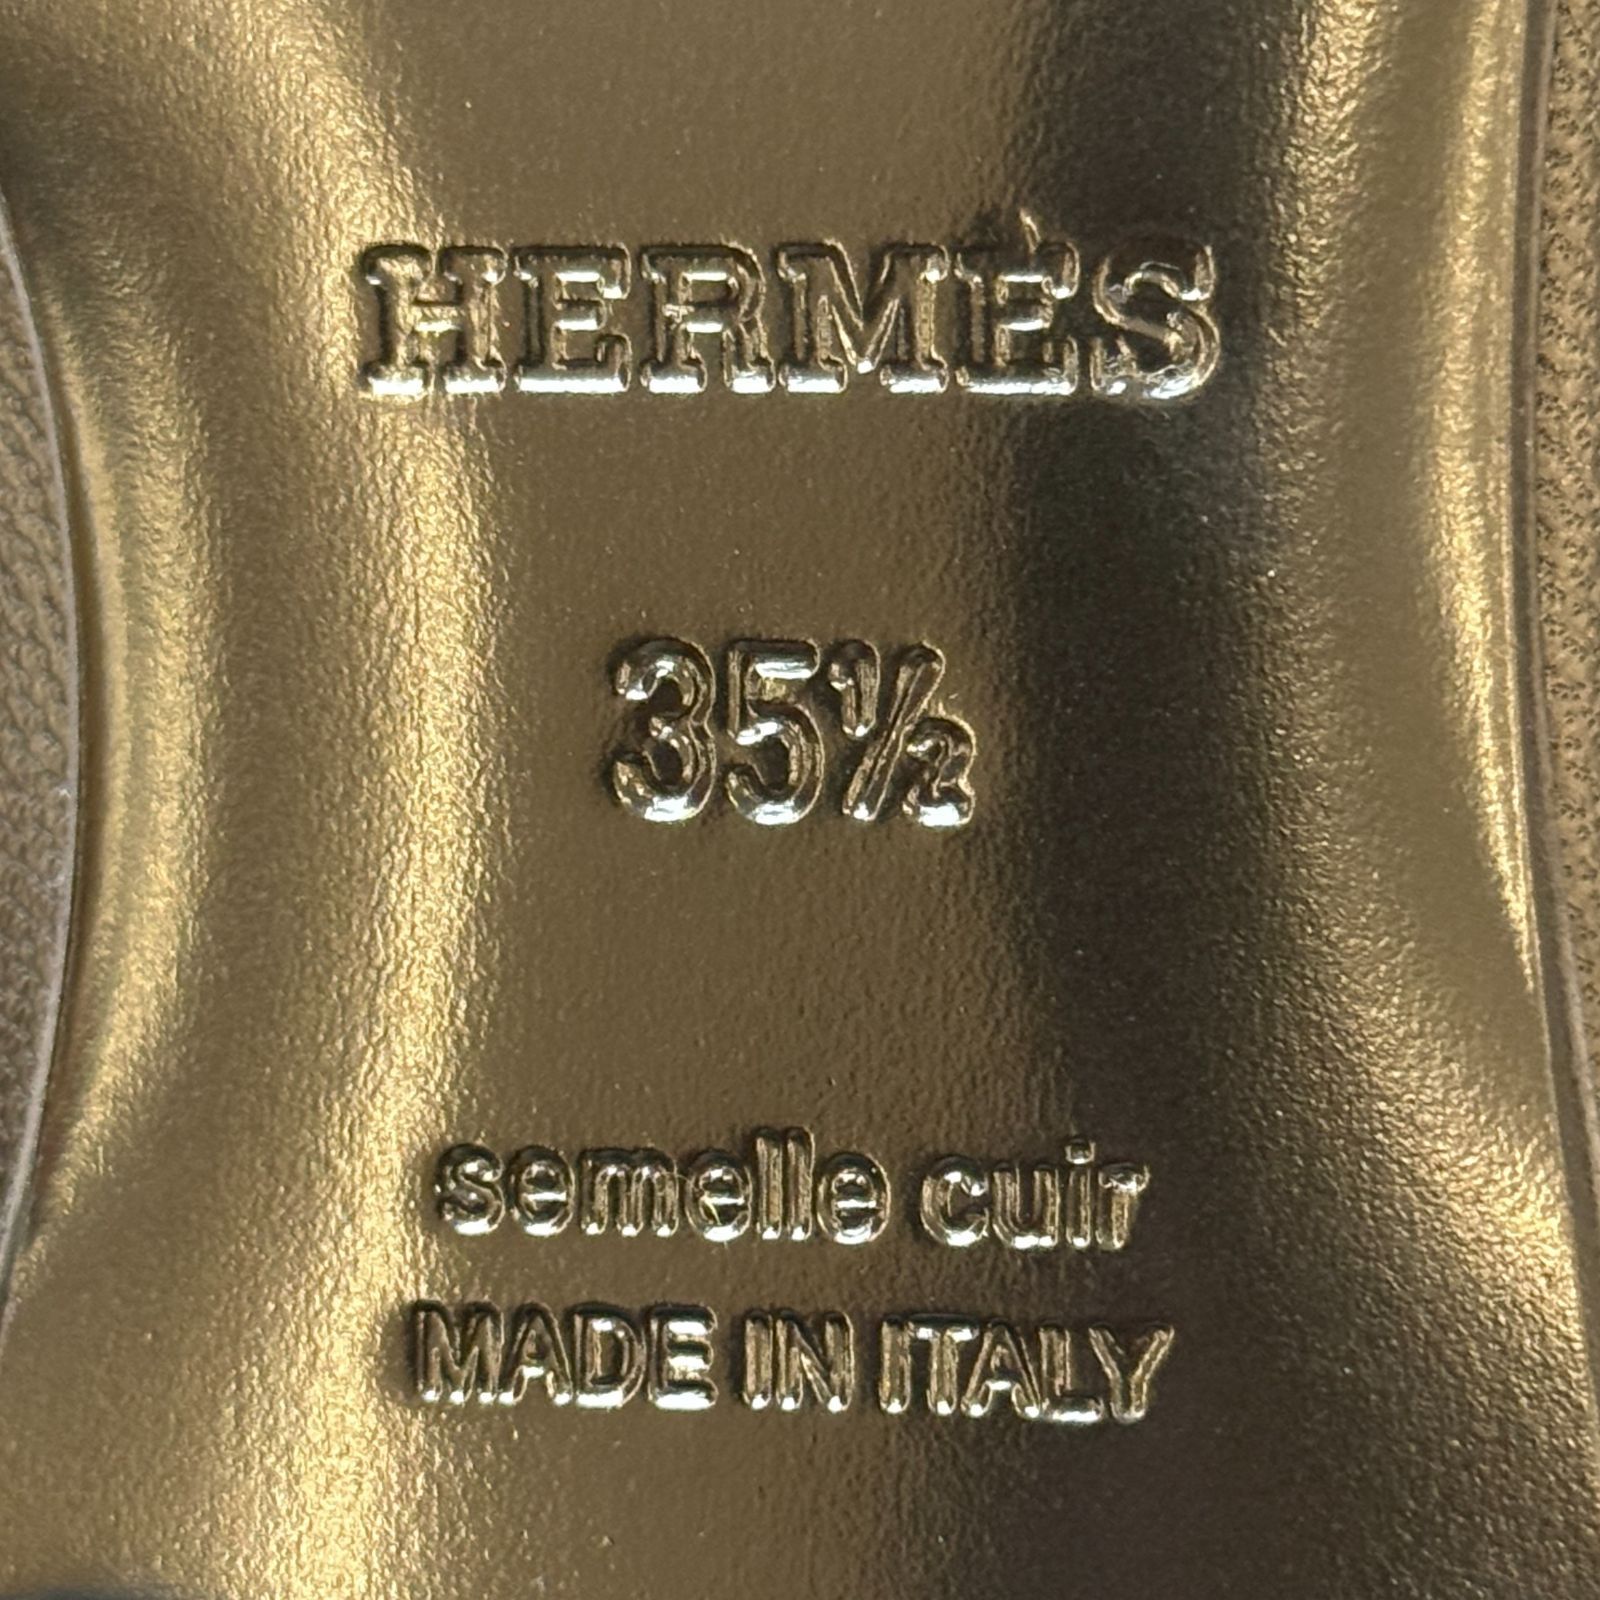 HERMÈS
35½
semelle cuir
MADE IN ITALY